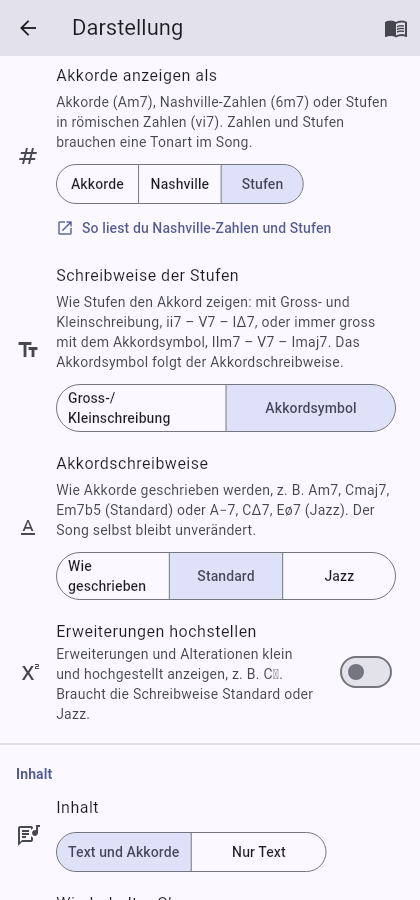 Darstellung
Akkorde anzeigen als
Akkorde (Am7), Nashville-Zahlen (6m7) oder Stufen
in römischen Zahlen (vi7). Zahlen und Stufen
brauchen eine Tonart im Song.
Akkorde
Nashville
Stufen
So liest du Nashville-Zahlen und Stufen
Schreibweise der Stufen
Wie Stufen den Akkord zeigen: mit Gross- und
Kleinschreibung, ii7 – V7 – IΔ7, oder immer gross
mit dem Akkordsymbol, IIm7 – V7 – Imaj7. Das
Akkordsymbol folgt der Akkordschreibweise.
Gross-/
Kleinschreibung
Akkordsymbol
Akkordschreibweise
Wie Akkorde geschrieben werden, z. B. Am7, Cmaj7,
Em7b5 (Standard) oder A−7, CΔ7, Eø7 (Jazz). Der
Song selbst bleibt unverändert.
Wie
geschrieben
Standard
Jazz
Erweiterungen hochstellen
Erweiterungen und Alterationen klein
und hochgestellt anzeigen, z. B. C.
Braucht die Schreibweise Standard oder
Jazz.
Inhalt
Inhalt
Text und Akkorde
Nur Text